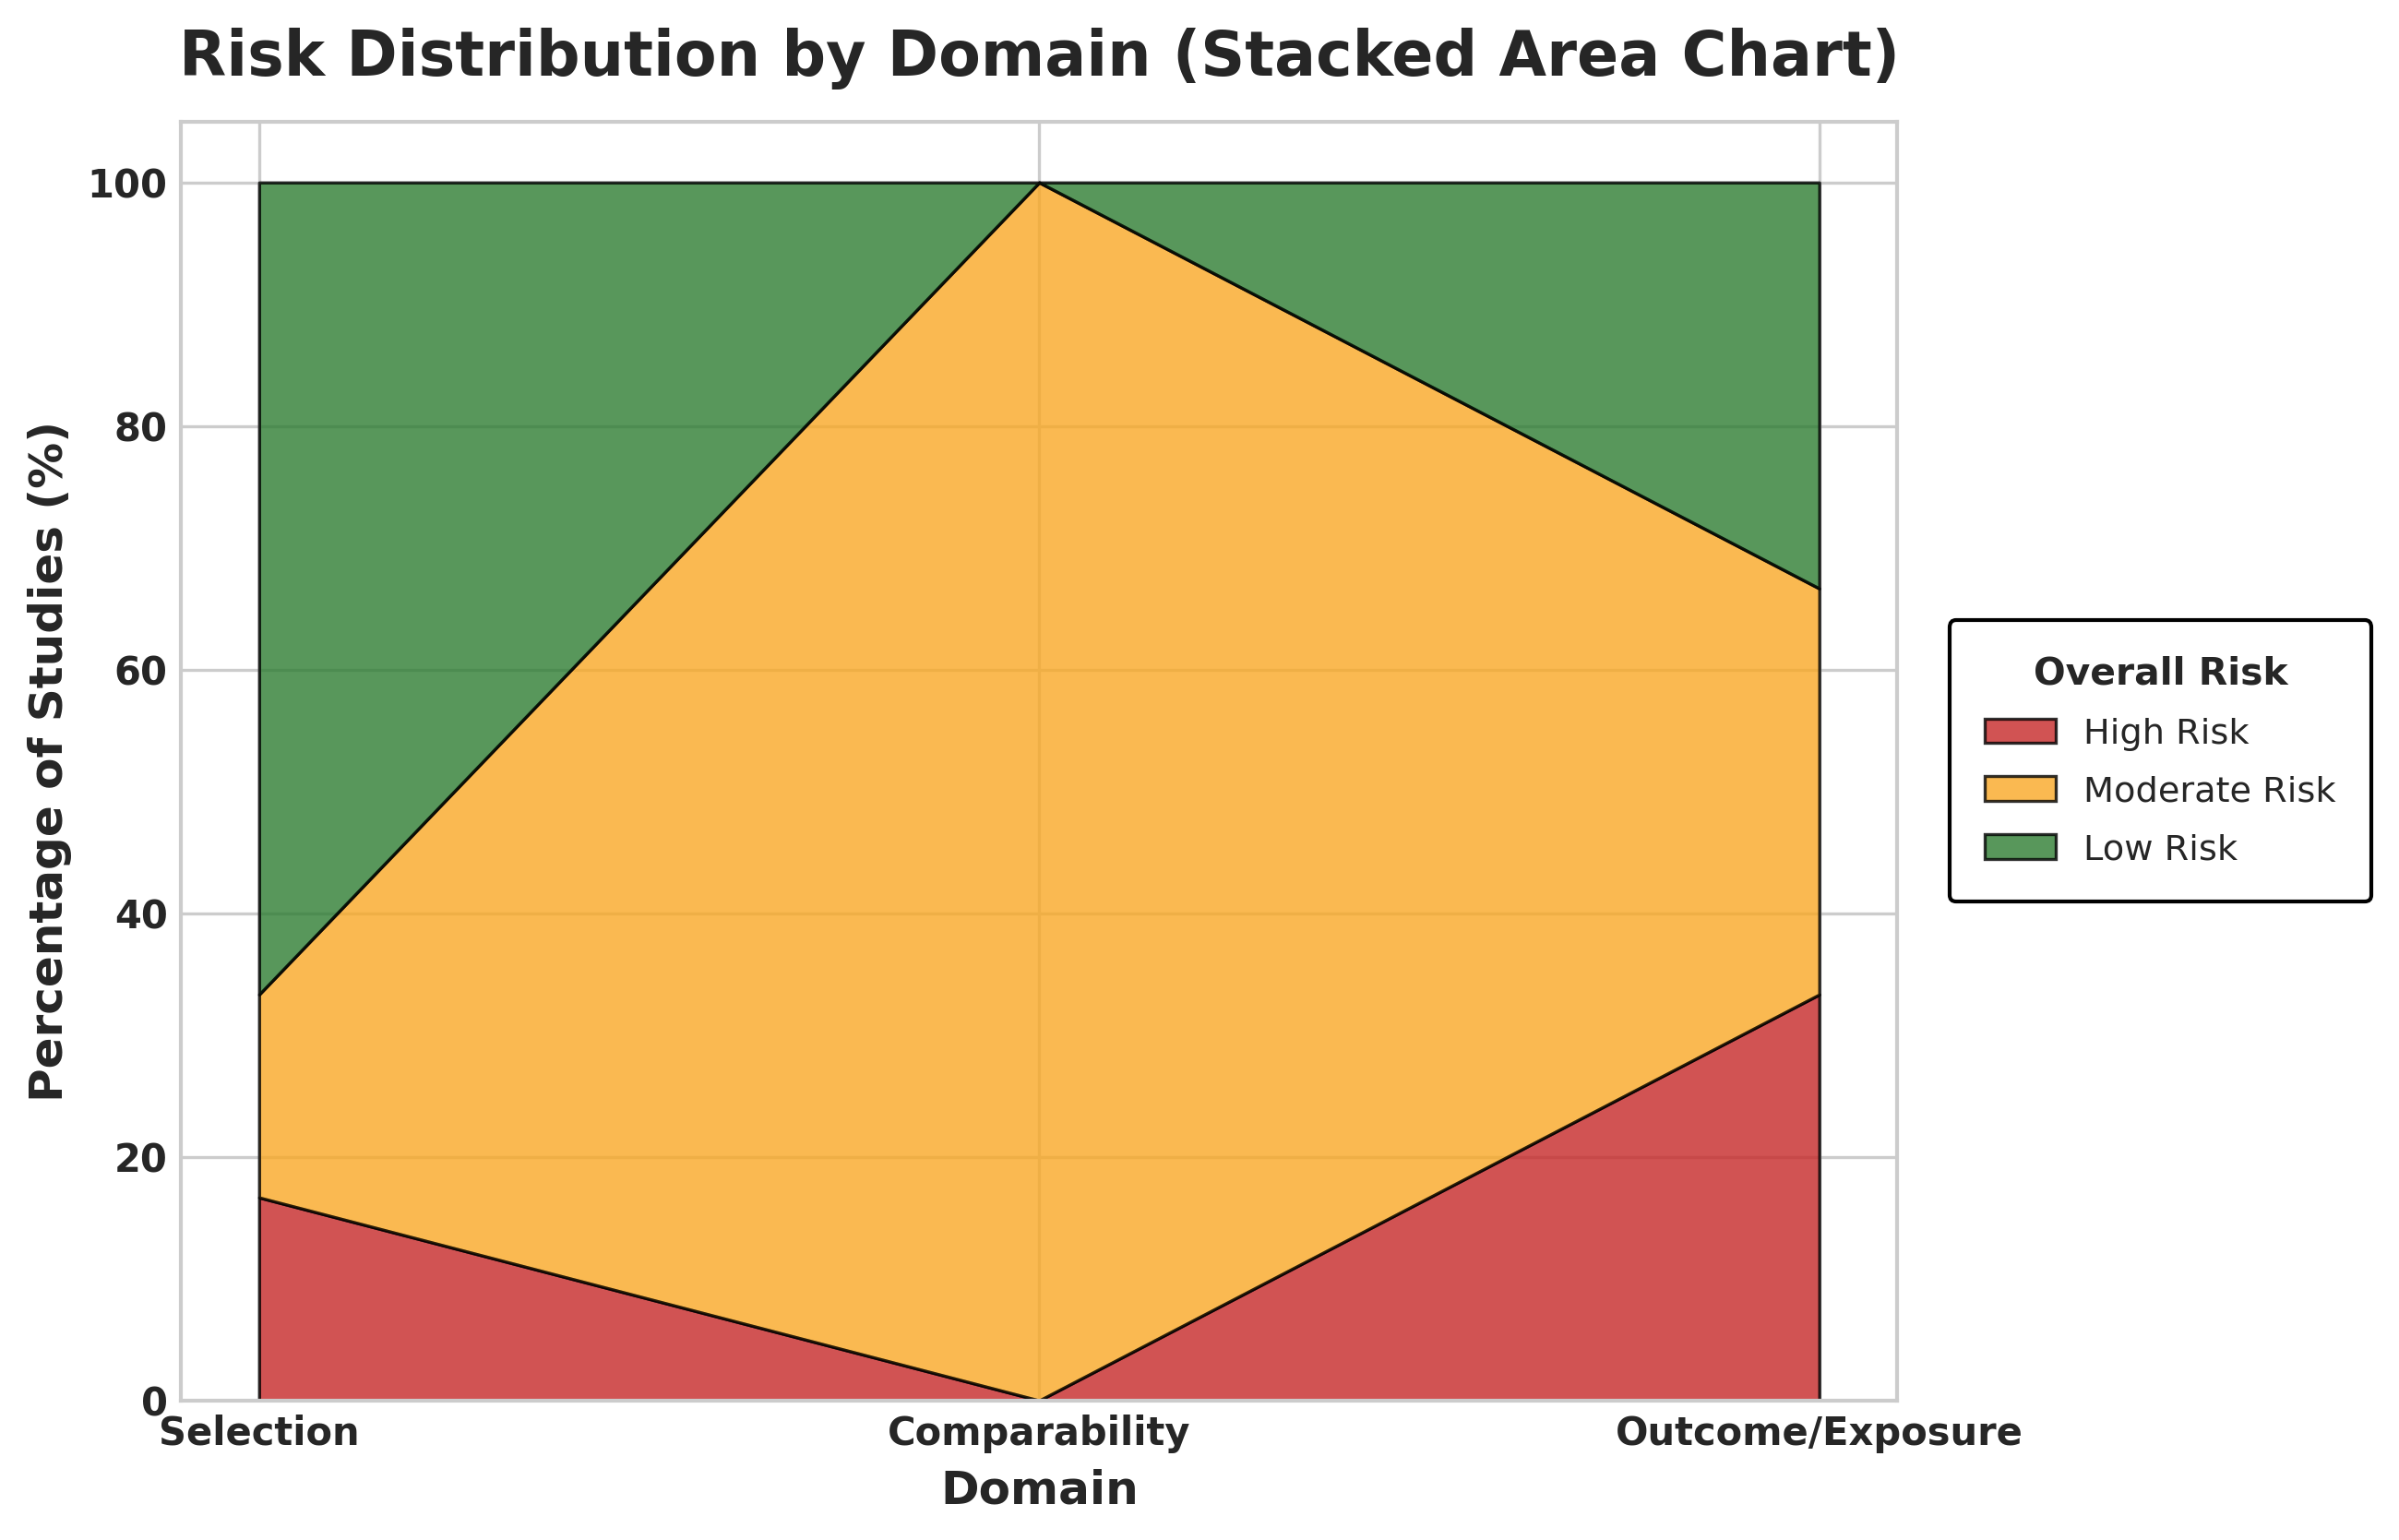 Risk Distribution by Domain (Stacked Area Chart)
Percentage of Studies (%)
100
80
60
40
20
0
Selection
Comparability
Outcome/Exposure
Domain
Overall Risk
High Risk
Moderate Risk
Low Risk